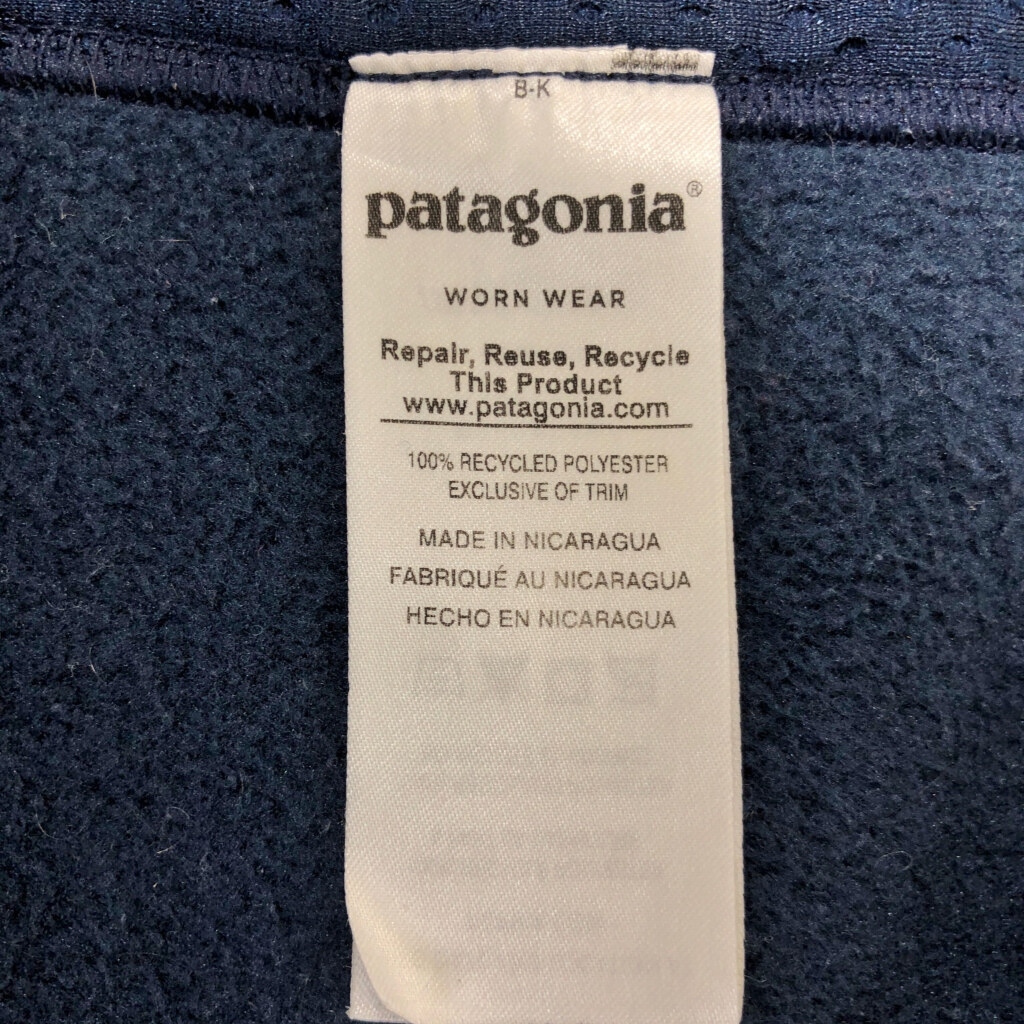 B-K
patagonia®
WORN WEAR
Repair, Reuse, Recycle
This Product
www.patagonia.com
100% RECYCLED POLYESTER
EXCLUSIVE OF TRIM
MADE IN NICARAGUA
FABRIQUÉ AU NICARAGUA
HECHO EN NICARAGUA